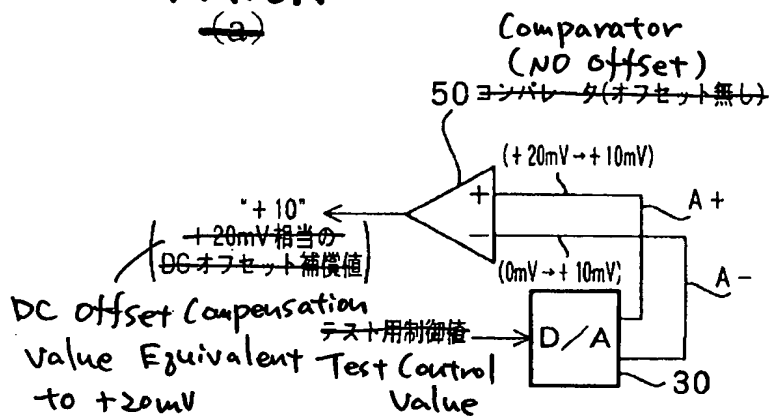 (a)
Comparator
(NO Offset)
50 コンパレータ(オフセット無し)
(+20mV→+10mV)
A+
"+10"
+20mV相当の
DCオフセット補償値
(0mV→+10mV)
A-
DC Offset Compensation
Value Equivalent
to +20mV
テスト用制御値
Test Control
Value
D/A
30
+
-